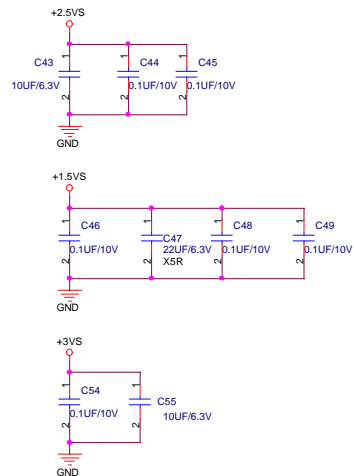 +2.5VS
C43
C44
C45
1
1
1
10UF/6.3V
0.1UF/10V
0.1UF/10V
2
2
2
GND
+1.5VS
1
1
1
1
C46
C47
C48
C49
0.1UF/10V
22UF/6.3V
0.1UF/10V
0.1UF/10V
X5R
2
2
2
2
GND
+3VS
1
1
C54
C55
0.1UF/10V
10UF/6.3V
2
2
GND